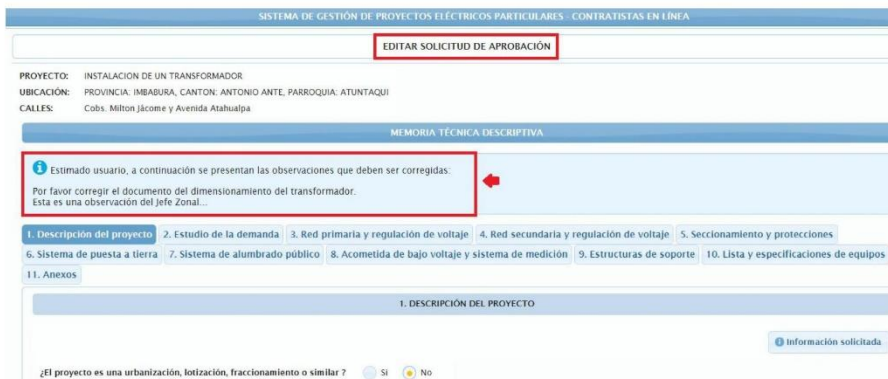 SISTEMA DE GESTIÓN DE PROYECTOS ELÉCTRICOS PARTICULARES - CONTRATISTAS EN LÍNEA
EDITAR SOLICITUD DE APROBACIÓN
PROYECTO: INSTALACION DE UN TRANSFORMADOR
UBICACIÓN: PROVINCIA: IMBABURA, CANTON: ANTONIO ANTE, PARROQUIA: ATUNTAQUI
CALLES: Cobs. Milton Jácome y Avenida Atahualpa
MEMORIA TÉCNICA DESCRIPTIVA
Estimado usuario, a continuación se presentan las observaciones que deben ser corregidas:
Por favor corregir el documento del dimensionamiento del transformador.
Esta es una observación del Jefe Zonal...
1. Descripción del proyecto 2. Estudio de la demanda 3. Red primaria y regulación de voltaje 4. Red secundaria y regulación de voltaje 5. Seccionamiento y protecciones
6. Sistema de puesta a tierra 7. Sistema de alumbrado público 8. Acometida de bajo voltaje y sistema de medición 9. Estructuras de soporte 10. Lista y especificaciones de equipos
11. Anexos
1. DESCRIPCIÓN DEL PROYECTO
Información solicitada
¿El proyecto es una urbanización, lotización, fraccionamiento o similar ? Si No